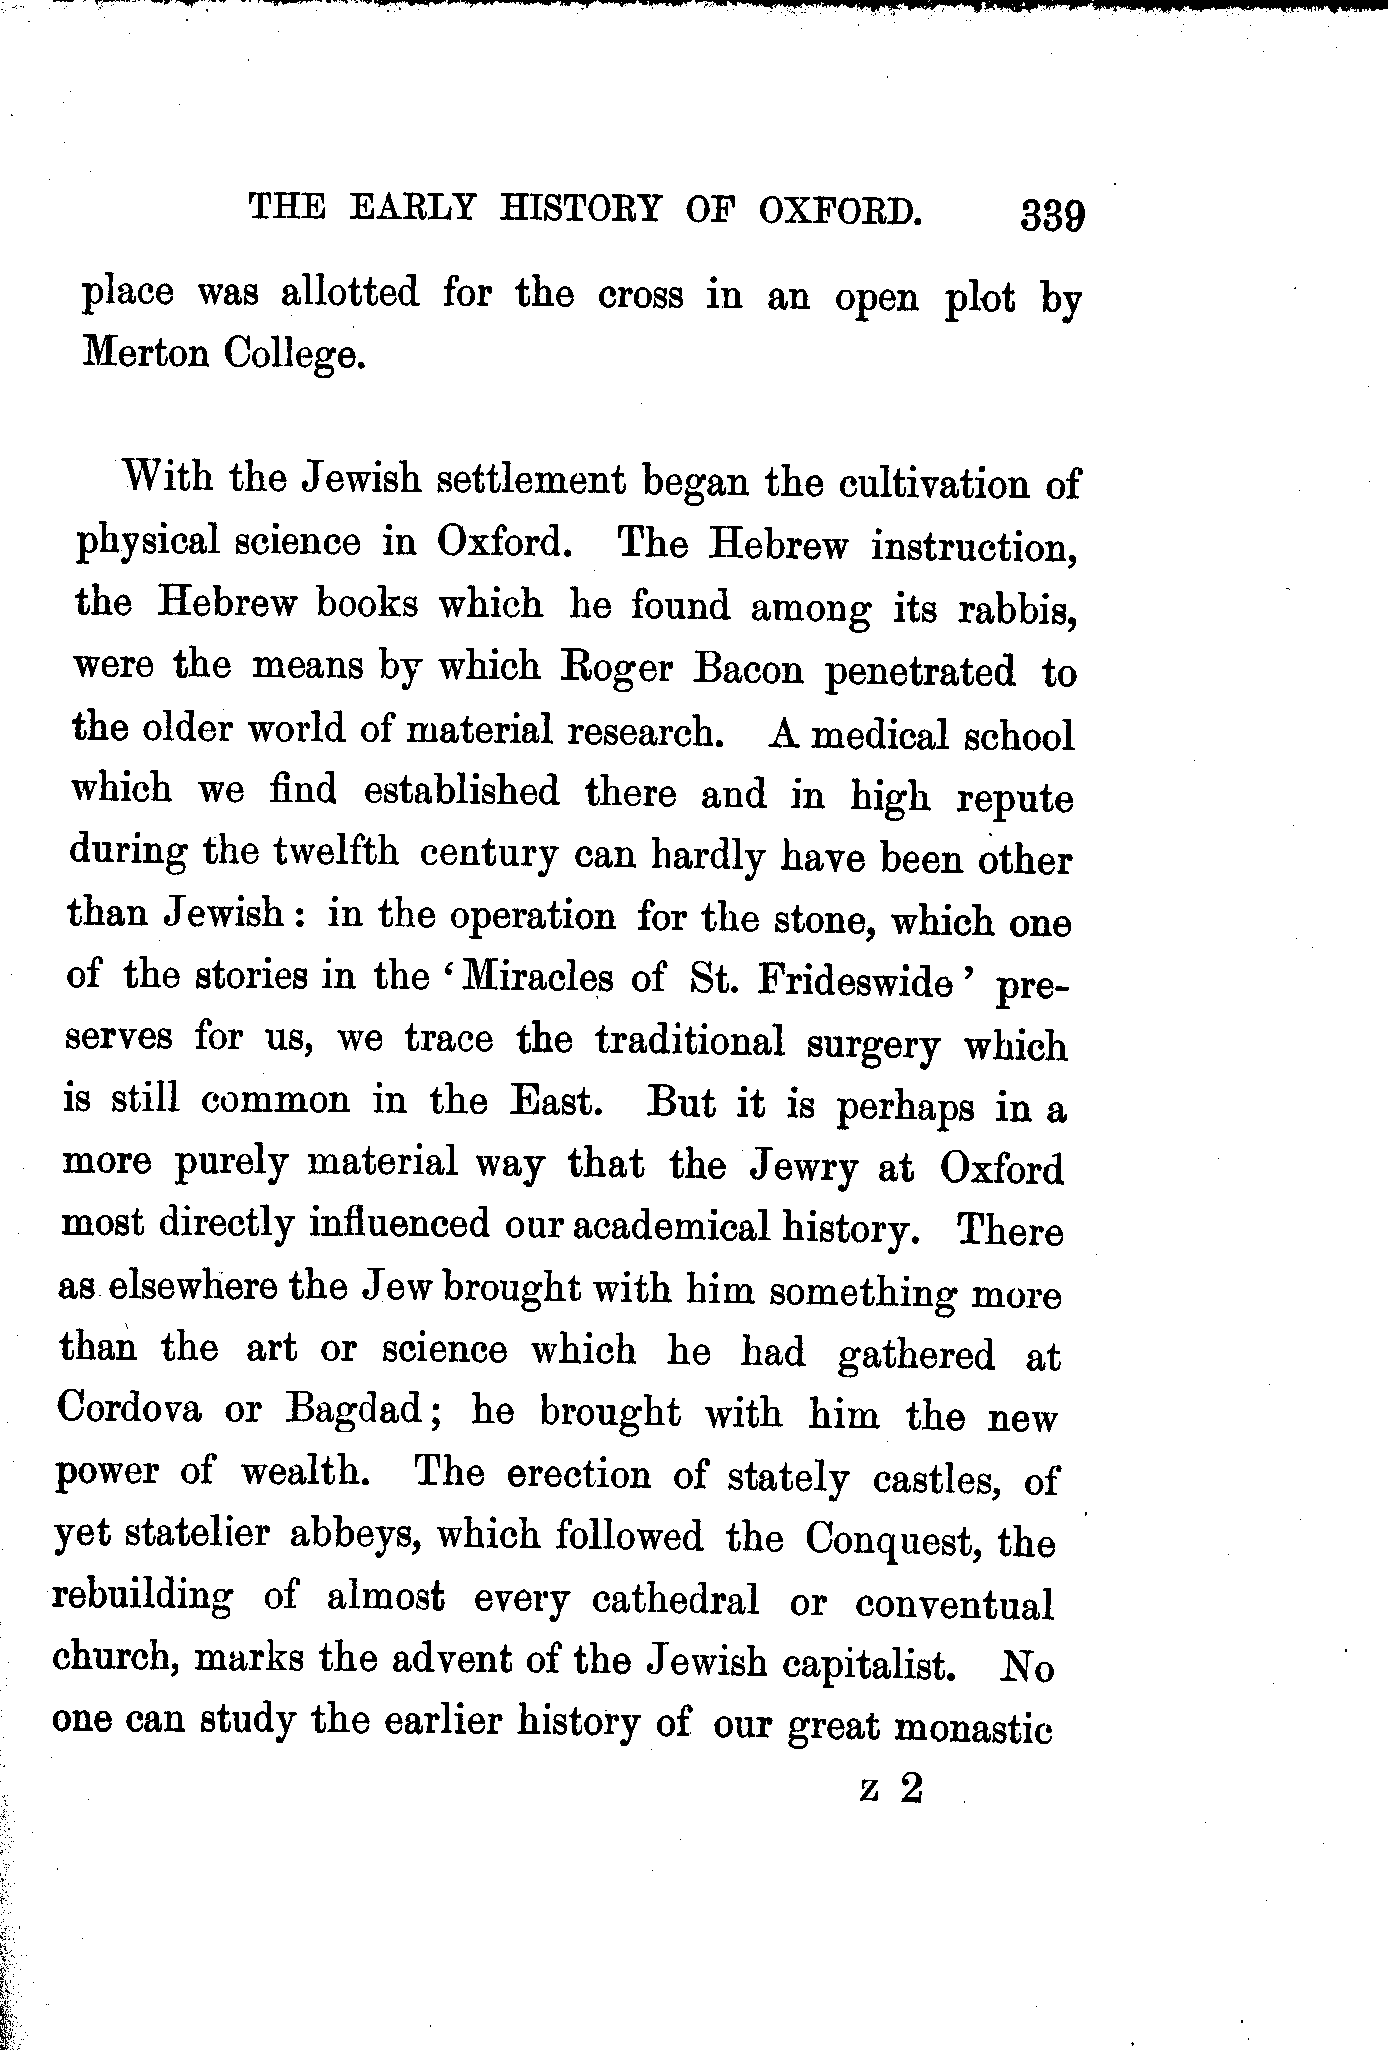 THE EARLY HISTORY OF OXFORD. 339
place was allotted for the cross in an open plot by
Merton College.
With the Jewish settlement began the cultivation of
physical science in Oxford. The Hebrew instruction,
the Hebrew books which he found among its rabbis,
were the means by which Roger Bacon penetrated to
the older world of material research. A medical school
which we find established there and in high repute
during the twelfth century can hardly have been other
than Jewish: in the operation for the stone, which one
of the stories in the ‘Miracles of St. Frideswide’ pre-
serves for us, we trace the traditional surgery which
is still common in the East. But it is perhaps in a
more purely material way that the Jewry at Oxford
most directly influenced our academical history. There
as elsewhere the Jew brought with him something more
than the art or science which he had gathered at
Cordova or Bagdad; he brought with him the new
power of wealth. The erection of stately castles, of
yet statelier abbeys, which followed the Conquest, the
rebuilding of almost every cathedral or conventual
church, marks the advent of the Jewish capitalist. No
one can study the earlier history of our great monastic
z 2